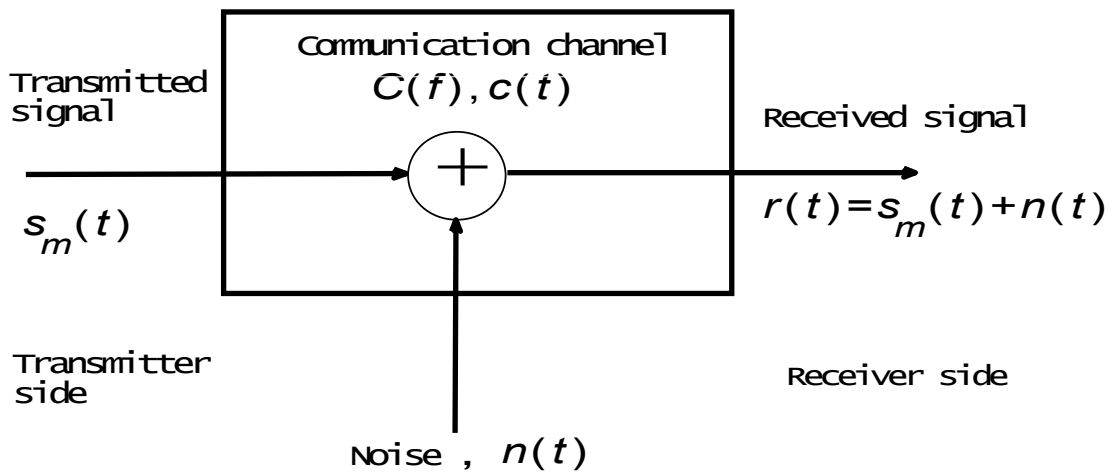 Communication channel
C(f), c(t)
Transmitted
signal
Received signal
+
s_m(t)
r(t)=s_m(t)+n(t)
Transmitter
side
Receiver side
Noise , n(t)